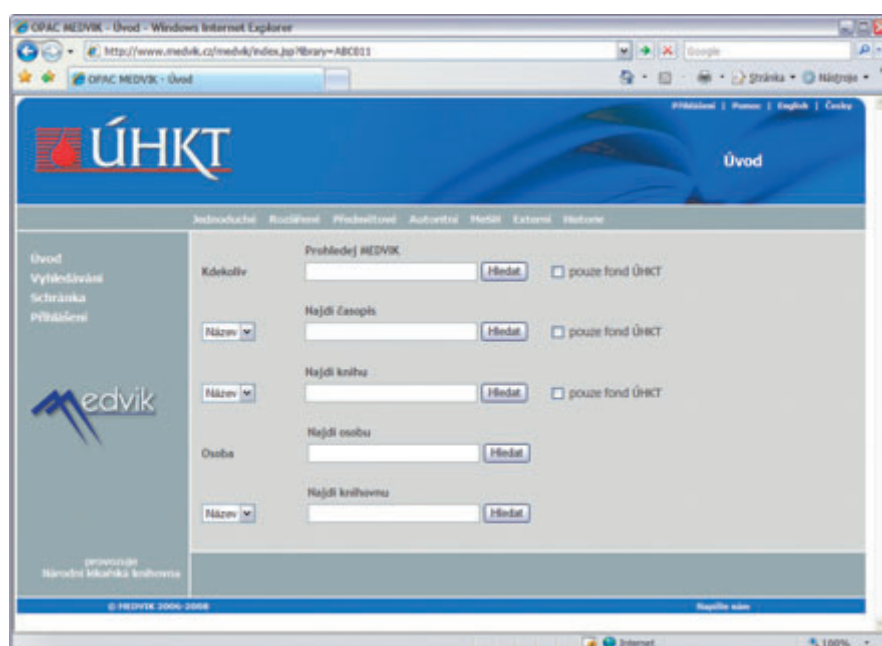 OPAC MEDVIK - Úvod - Windows Internet Explorer
http://www.medvik.cz/medvik/index.jsp?library=ABC011
Google
OPAC MEDVIK - Úvod
Stránka Nástroje
Přihlášení | Pomoc | English | Česky
ÚHKT
Úvod
Jednoduché Rozšířené Předmětové Autoritní MeSH Externí Historie
Úvod
Vyhledávání
Schránka
Přihlášení
Prohledej MEDVIK
Kdekoliv Hledat pouze fond ÚHKT
Najdi časopis
Název Hledat pouze fond ÚHKT
Najdi knihu
Název Hledat pouze fond ÚHKT
medvik
Najdi osobu
Osoba Hledat
Najdi knihovnu
Název Hledat
provozuje
Národní lékařská knihovna
© MEDVIK 2006-2008 Napište nám
Internet 100%